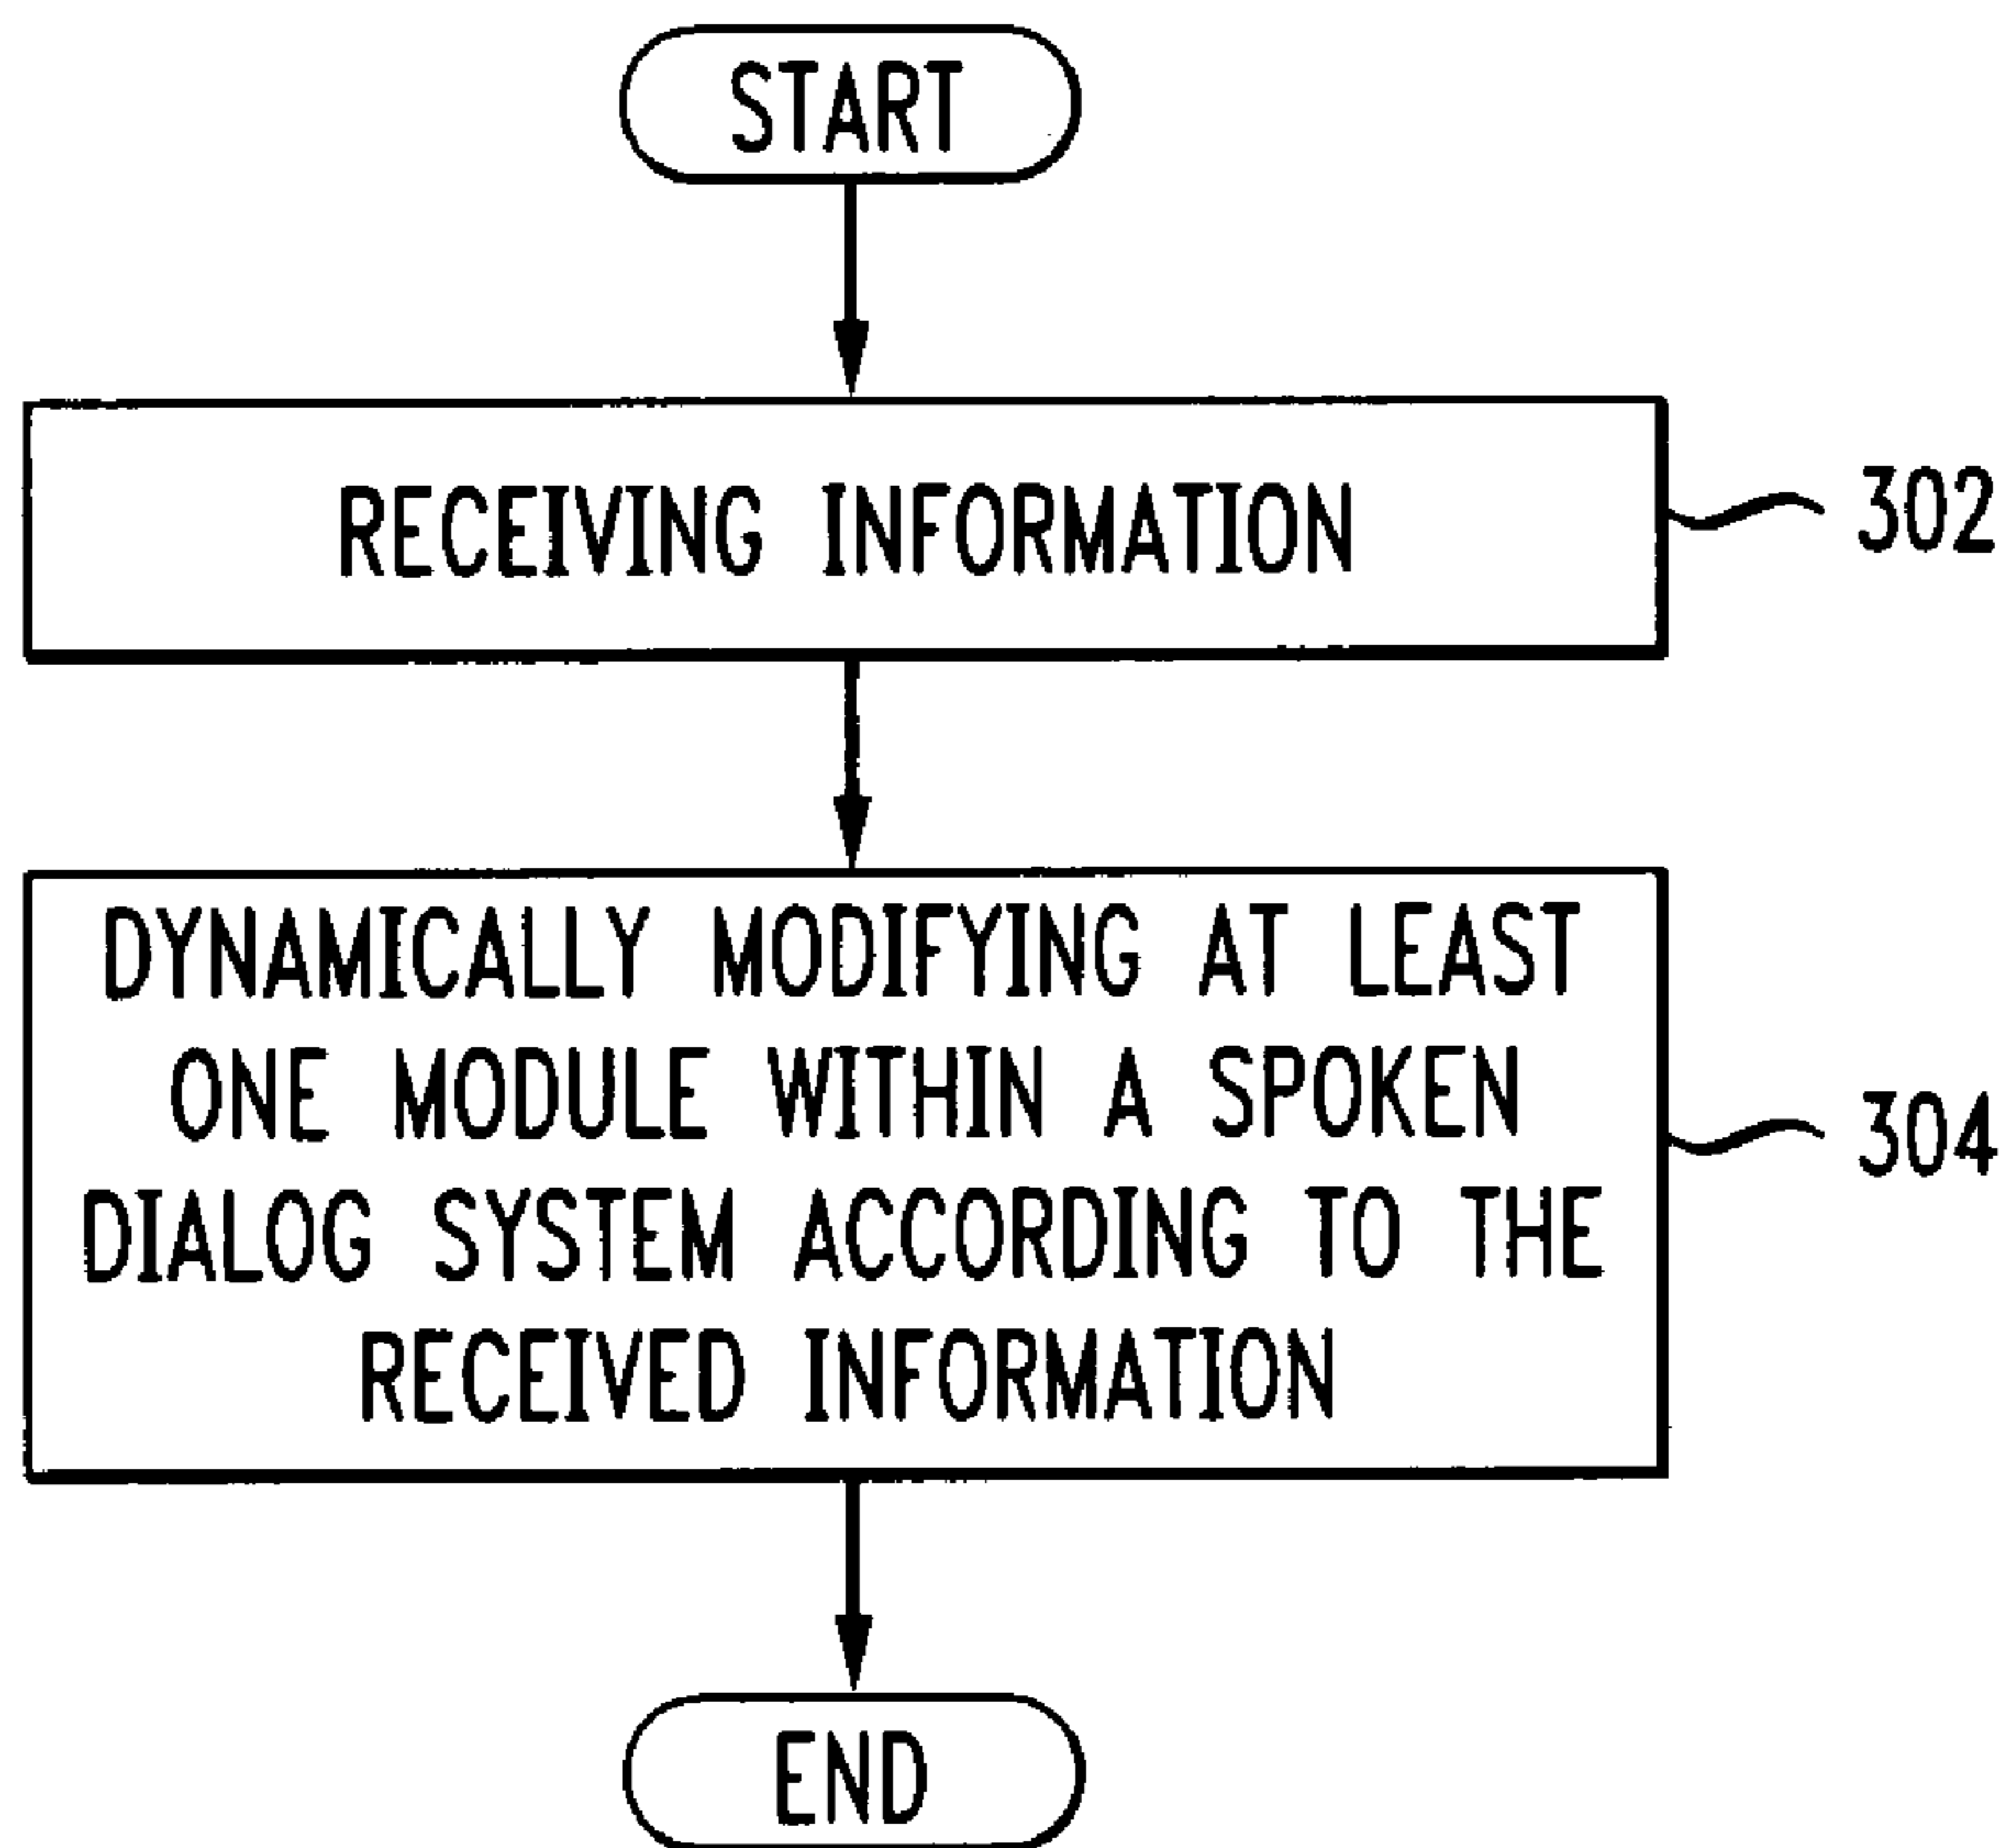 START
RECEIVING INFORMATION
302
DYNAMICALLY MODIFYING AT LEAST
ONE MODULE WITHIN A SPOKEN
DIALOG SYSTEM ACCORDING TO THE
RECEIVED INFORMATION
304
END